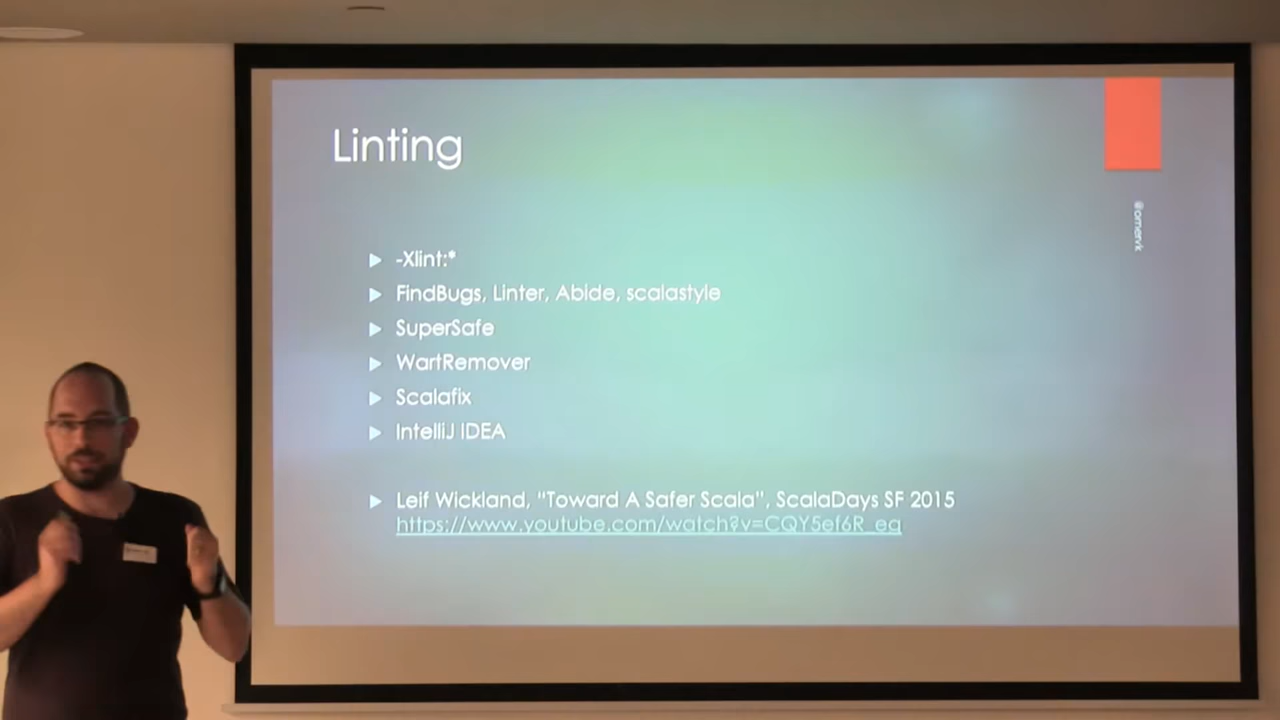 Linting
@omervk
-Xlint:*
FindBugs, Linter, Abide, scalastyle
SuperSafe
WartRemover
Scalafix
IntelliJ IDEA
Leif Wickland, “Toward A Safer Scala”, ScalaDays SF 2015
https://www.youtube.com/watch?v=CQY5ef6R_eg